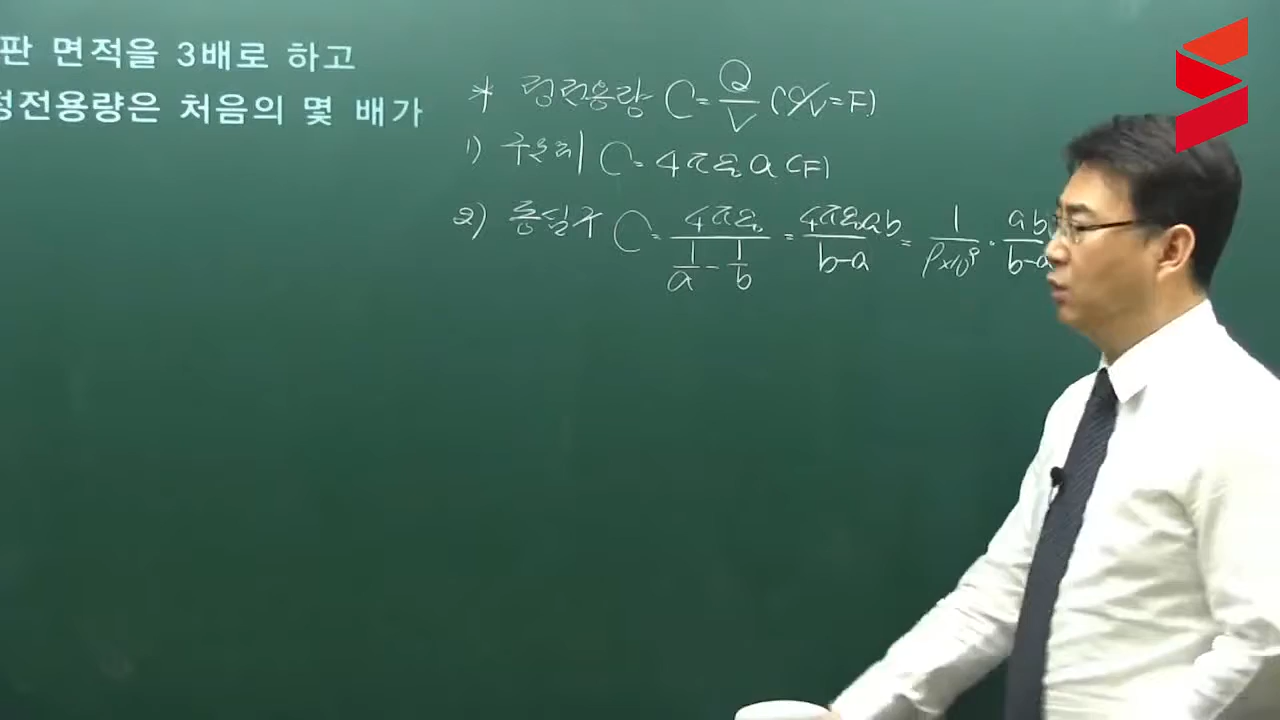 판 면적을 3배로 하고
정전용량은 처음의 몇 배가
* 정전용량 C = Q/V (C/V = F)
1) 구도체 C = 4πε₀a (F)
2) 동심구 C = 4πε₀/(1/a - 1/b) = 4πε₀ab/(b-a) = 1/(9×10⁹) · ab/(b-a)